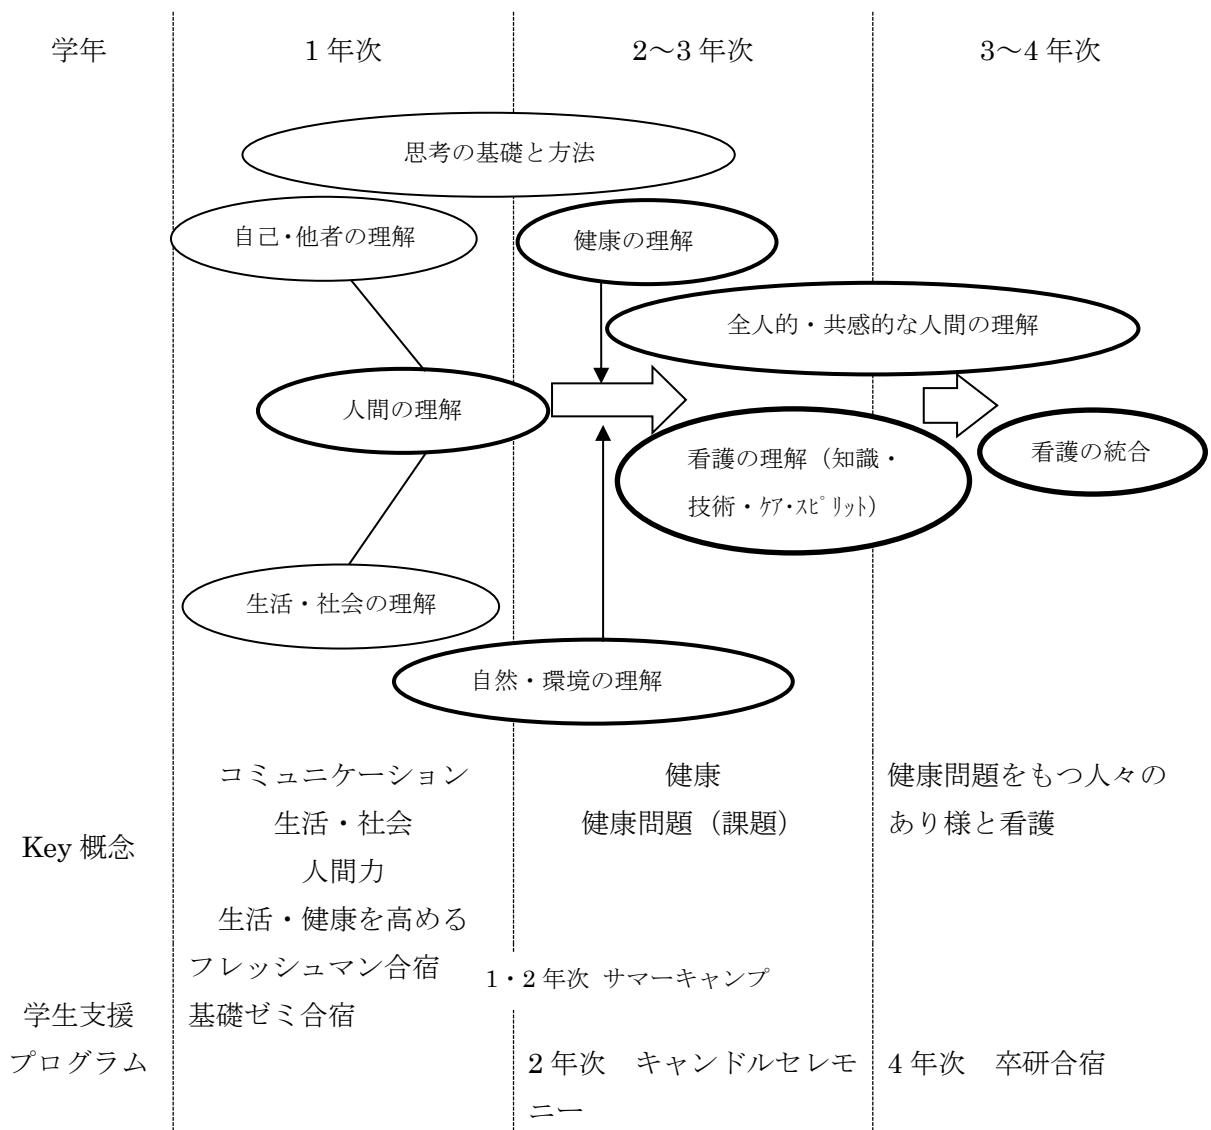 学年
1 年次
2～3 年次
3～4 年次
思考の基礎と方法
自己・他者の理解
健康の理解
全人的・共感的な人間の理解
人間の理解
看護の理解（知識・
技術・ｹｱ・ｽﾋﾟﾘｯﾄ）
看護の統合
生活・社会の理解
自然・環境の理解
Key 概念
コミュニケーション
生活・社会
人間力
生活・健康を高める
健康
健康問題（課題）
健康問題をもつ人々の
あり様と看護
学生支援
プログラム
フレッシュマン合宿
基礎ゼミ合宿
1・2 年次 サマーキャンプ
2 年次　キャンドルセレモ
ニー
4 年次　卒研合宿